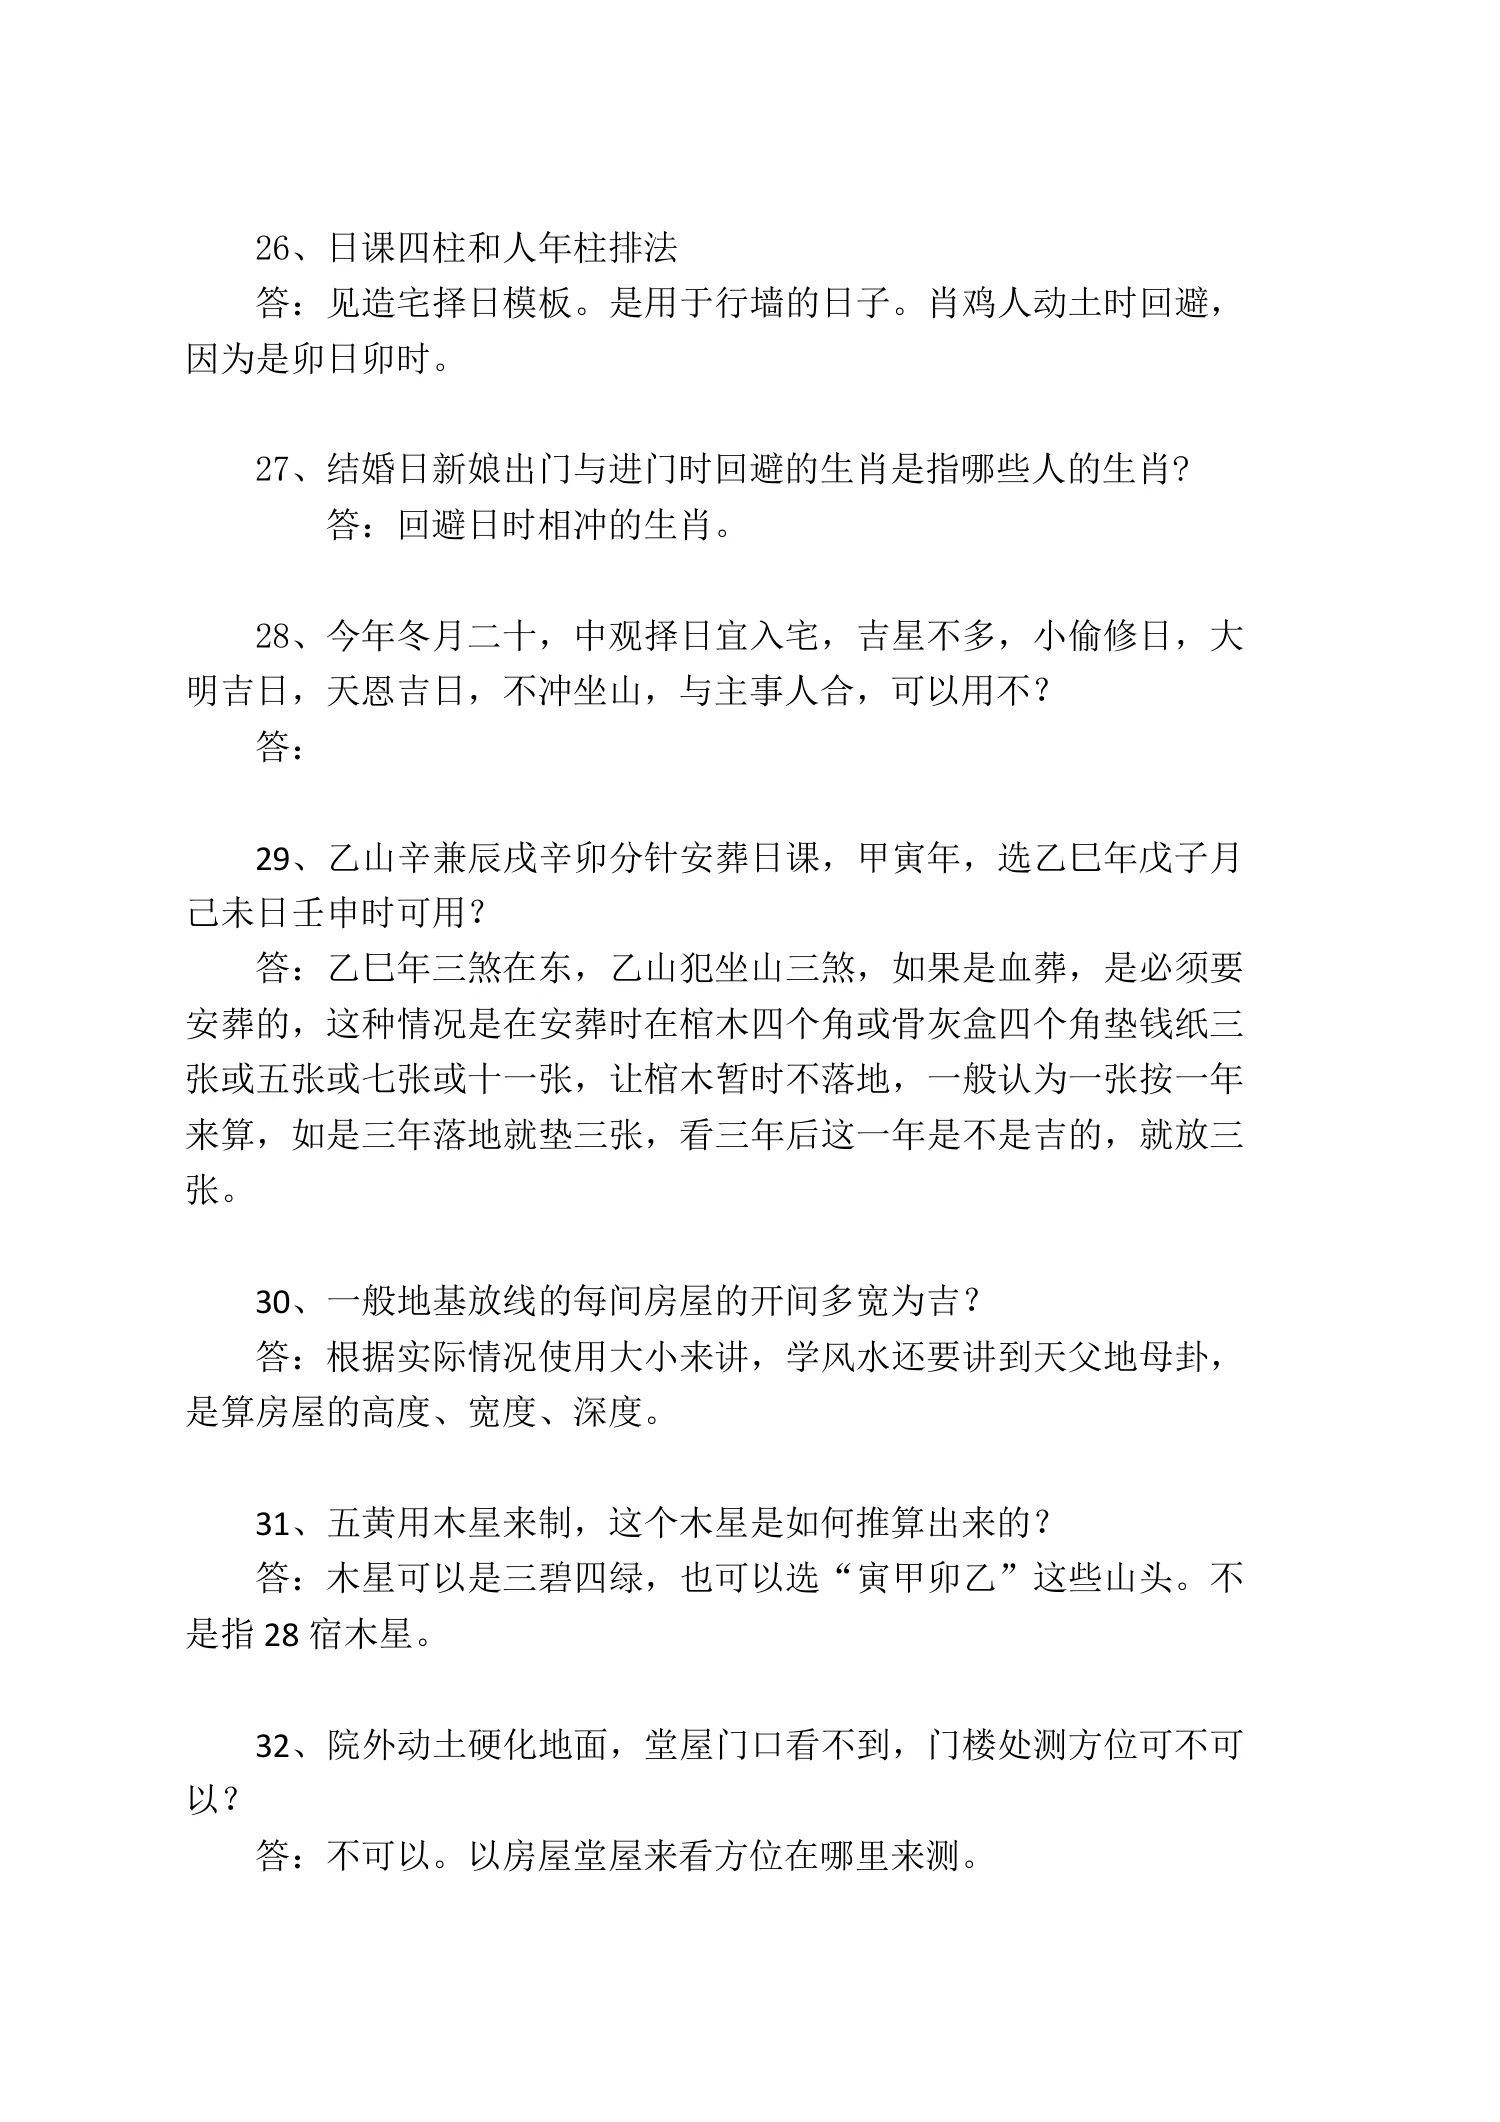 26、日课四柱和人年柱排法
答：见造宅择日模板。是用于行墙的日子。肖鸡人动土时回避，
因为是卯日卯时。
27、结婚日新娘出门与进门时回避的生肖是指哪些人的生肖?
答：回避日时相冲的生肖。
28、今年冬月二十，中观择日宜入宅，吉星不多，小偷修日，大
明吉日，天恩吉日，不冲坐山，与主事人合，可以用不？
答：
29、乙山辛兼辰戌辛卯分针安葬日课，甲寅年，选乙巳年戊子月
己未日壬申时可用？
答：乙巳年三煞在东，乙山犯坐山三煞，如果是血葬，是必须要
安葬的，这种情况是在安葬时在棺木四个角或骨灰盒四个角垫钱纸三
张或五张或七张或十一张，让棺木暂时不落地，一般认为一张按一年
来算，如是三年落地就垫三张，看三年后这一年是不是吉的，就放三
张。
30、一般地基放线的每间房屋的开间多宽为吉？
答：根据实际情况使用大小来讲，学风水还要讲到天父地母卦，
是算房屋的高度、宽度、深度。
31、五黄用木星来制，这个木星是如何推算出来的？
答：木星可以是三碧四绿，也可以选“寅甲卯乙”这些山头。不
是指 28 宿木星。
32、院外动土硬化地面，堂屋门口看不到，门楼处测方位可不可
以？
答：不可以。以房屋堂屋来看方位在哪里来测。